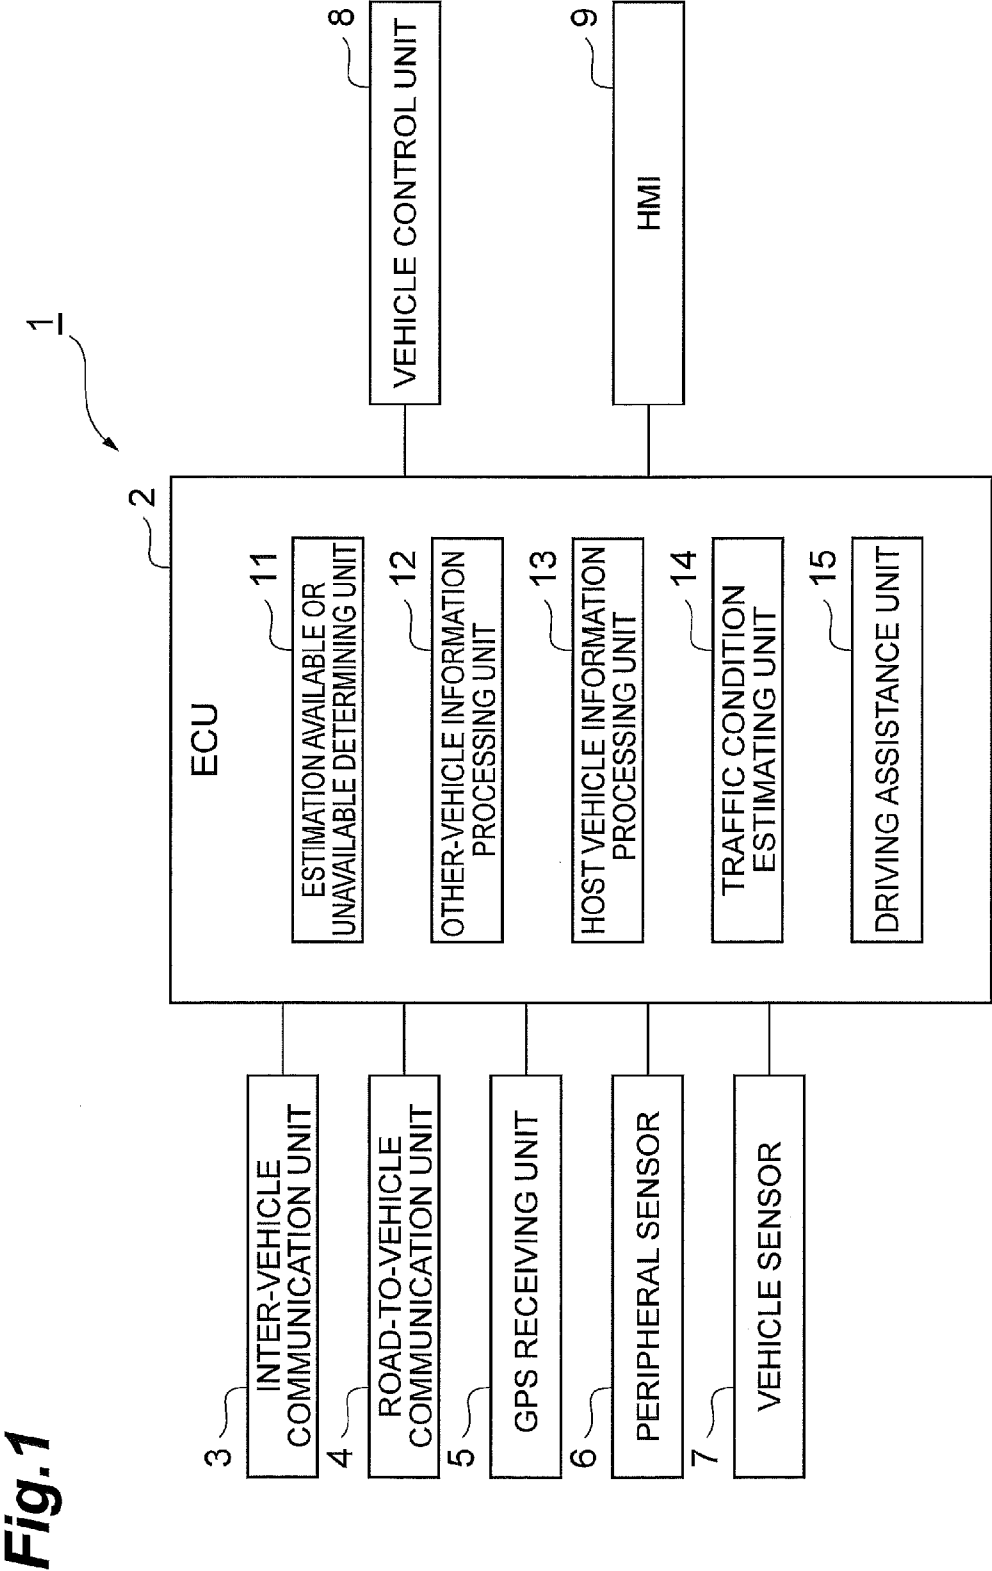 Fig.1
1
2
ECU
3
INTER-VEHICLE
COMMUNICATION UNIT
4
ROAD-TO-VEHICLE
COMMUNICATION UNIT
5
GPS RECEIVING UNIT
6
PERIPHERAL SENSOR
7
VEHICLE SENSOR
11
ESTIMATION AVAILABLE OR
UNAVAILABLE DETERMINING UNIT
12
OTHER-VEHICLE INFORMATION
PROCESSING UNIT
13
HOST VEHICLE INFORMATION
PROCESSING UNIT
14
TRAFFIC CONDITION
ESTIMATING UNIT
15
DRIVING ASSISTANCE UNIT
8
VEHICLE CONTROL UNIT
9
HMI